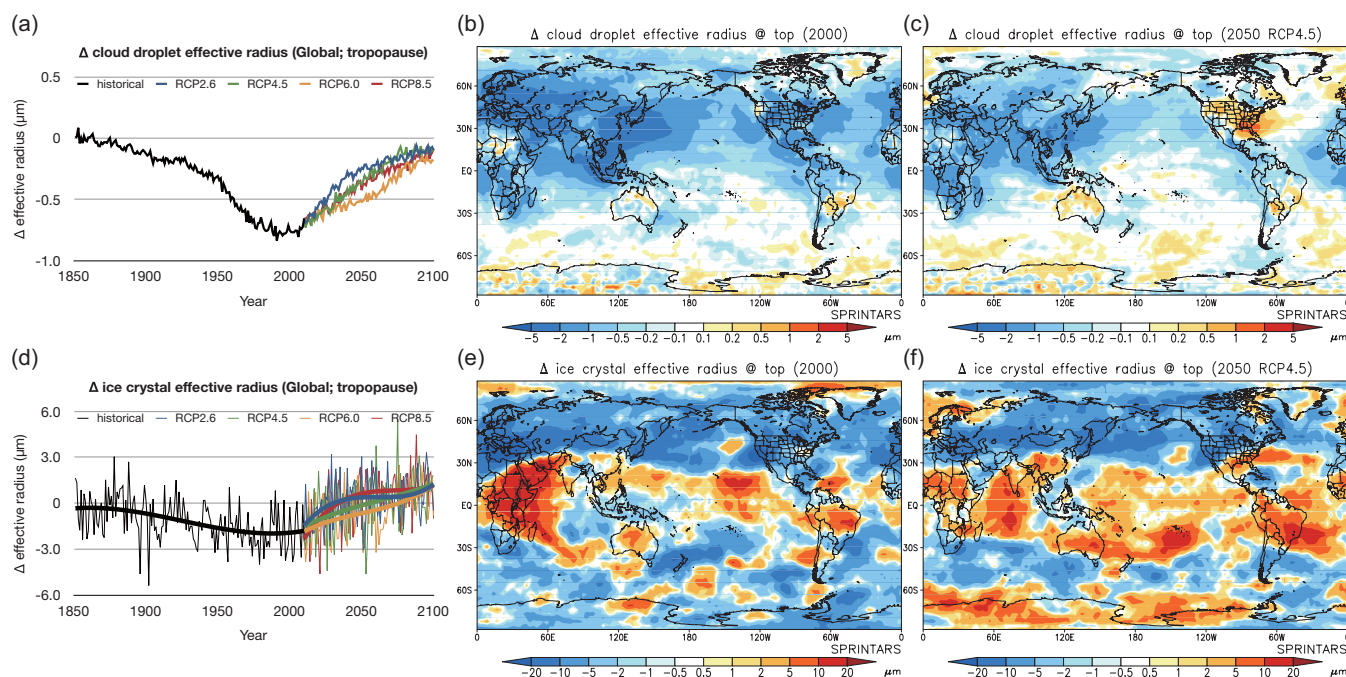 (a)
Δ cloud droplet effective radius (Global; tropopause)
0.5
historical RCP2.6 RCP4.5 RCP6.0 RCP8.5
0
-0.5
-1.0
Δ effective radius (μm)
1850 1900 1950 2010 2050 2100
Year
(b)
Δ cloud droplet effective radius @ top (2000)
60N
30N
EQ
30S
60S
0 60E 120E 180 120W 60W 0
SPRINTARS
-5 -2 -1 -0.5 -0.2 -0.1 0.1 0.2 0.5 1 2 5 μm
(c)
Δ cloud droplet effective radius @ top (2050 RCP4.5)
60N
30N
EQ
30S
60S
0 60E 120E 180 120W 60W 0
SPRINTARS
-5 -2 -1 -0.5 -0.2 -0.1 0.1 0.2 0.5 1 2 5 μm
(d)
Δ ice crystal effective radius (Global; tropopause)
6.0
historical RCP2.6 RCP4.5 RCP6.0 RCP8.5
3.0
0
-3.0
-6.0
Δ effective radius (μm)
1850 1900 1950 2010 2050 2100
Year
(e)
Δ ice crystal effective radius @ top (2000)
60N
30N
EQ
30S
60S
0 60E 120E 180 120W 60W 0
SPRINTARS
-20 -10 -5 -2 -1 -0.5 0.5 1 2 5 10 20 μm
(f)
Δ ice crystal effective radius @ top (2050 RCP4.5)
60N
30N
EQ
30S
60S
0 60E 120E 180 120W 60W 0
SPRINTARS
-20 -10 -5 -2 -1 -0.5 0.5 1 2 5 10 20 μm